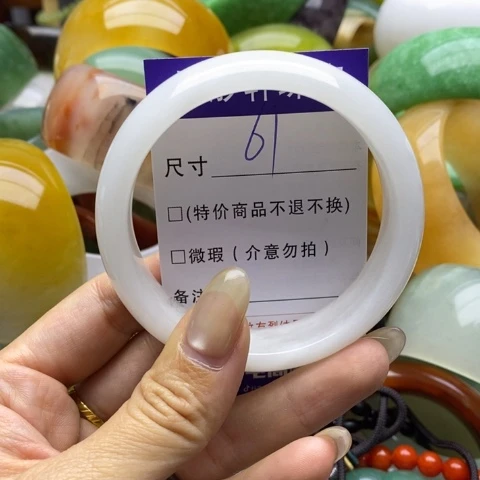 尺寸 61
□(特价商品不退不换)
□微瑕(介意勿拍)
备注